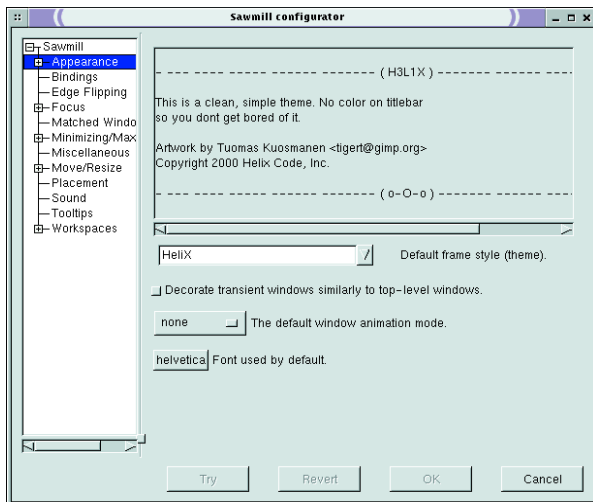 Sawmill configurator
Sawmill
Appearance
Bindings
Edge Flipping
Focus
Matched Windo
Minimizing/Max
Miscellaneous
Move/Resize
Placement
Sound
Tooltips
Workspaces
- ---- --- ---- ---- ------ ------ ( H3L1X ) ------- ------ ---- ---
This is a clean, simple theme. No color on titlebar
so you dont get bored of it.
Artwork by Tuomas Kuosmanen <tigert@gimp.org>
Copyright 2000 Helix Code, Inc.
- ---- --- ---- ---- ------ ------ ( o-O-o ) ------- ------ ---- ---
HeliX
Default frame style (theme).
Decorate transient windows similarly to top-level windows.
none
The default window animation mode.
helvetica
Font used by default.
Try
Revert
OK
Cancel